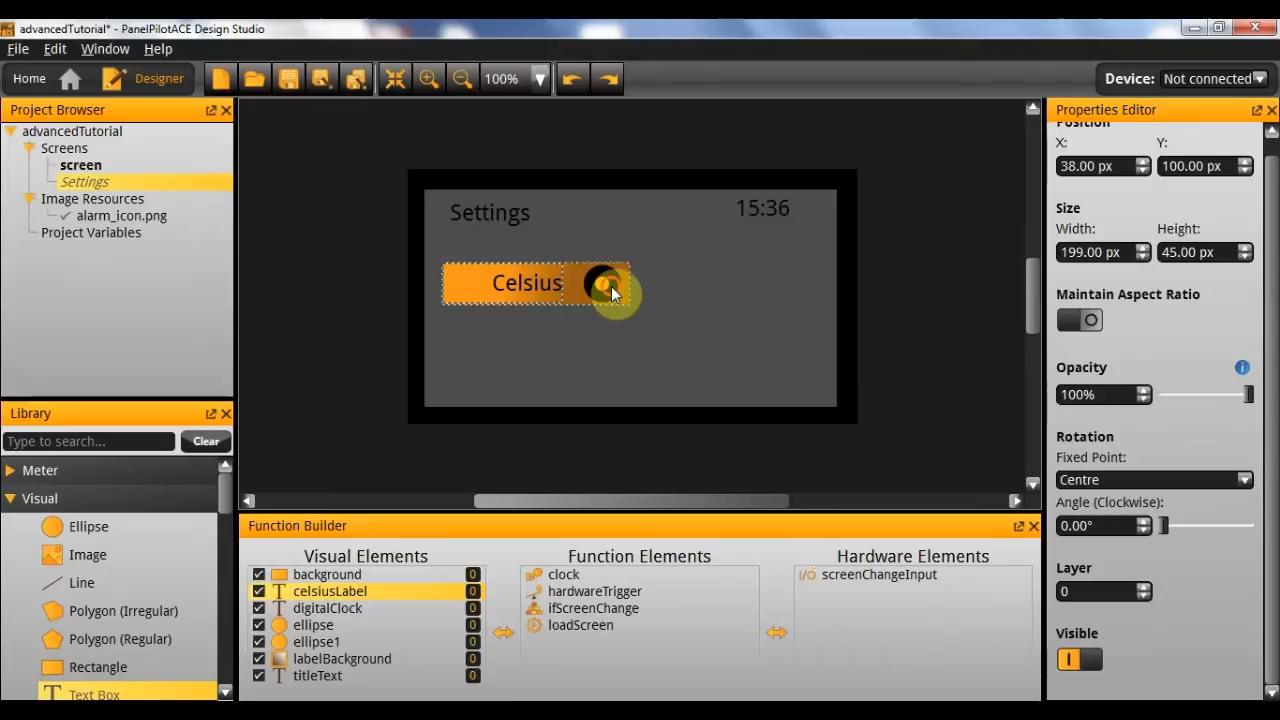 advancedTutorial* - PanelPilotACE Design Studio
File Edit Window Help
Home Designer 100% Device: Not connected
Project Browser
advancedTutorial
Screens
screen
Settings
Image Resources
alarm_icon.png
Project Variables
Library
Type to search... Clear
Meter
Visual
Ellipse
Image
Line
Polygon (Irregular)
Polygon (Regular)
Rectangle
Text Box
Settings 15:36
Celsius
Function Builder
Visual Elements Function Elements Hardware Elements
background 0
celsiusLabel 0
digitalClock 0
ellipse 0
ellipse1 0
labelBackground 0
titleText 0
clock
hardwareTrigger
ifScreenChange
loadScreen
screenChangeInput
Properties Editor
Position
X: Y:
38.00 px 100.00 px
Size
Width: Height:
199.00 px 45.00 px
Maintain Aspect Ratio
Opacity
100%
Rotation
Fixed Point:
Centre
Angle (Clockwise):
0.00°
Layer
0
Visible